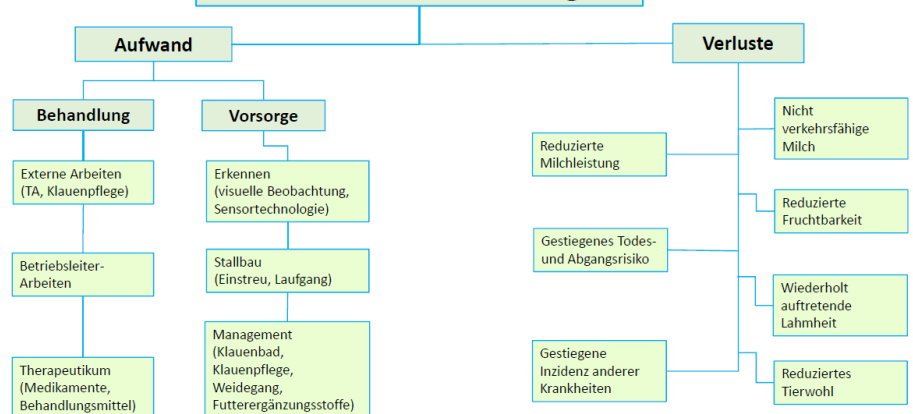 Aufwand
Verluste
Behandlung
Vorsorge
Externe Arbeiten
(TA, Klauenpflege)
Betriebsleiter-
Arbeiten
Therapeutikum
(Medikamente,
Behandlungsmittel)
Erkennen
(visuelle Beobachtung,
Sensortechnologie)
Stallbau
(Einstreu, Laufgang)
Management
(Klauenbad,
Klauenpflege,
Weidegang,
Futterergänzungsstoffe)
Reduzierte
Milchleistung
Gestiegenes Todes-
und Abgangsrisiko
Gestiegene
Inzidenz anderer
Krankheiten
Nicht
verkehrsfähige
Milch
Reduzierte
Fruchtbarkeit
Wiederholt
auftretende
Lahmheit
Reduziertes
Tierwohl